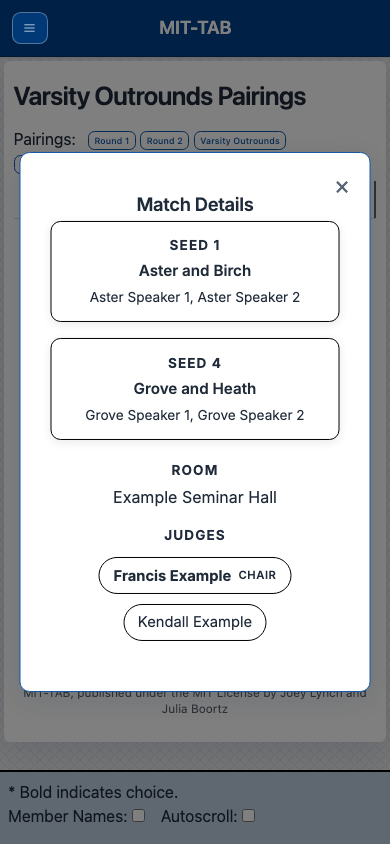 MIT-TAB
Varsity Outrounds Pairings
Pairings: Round 1 Round 2 Varsity Outrounds
Match Details
SEED 1
Aster and Birch
Aster Speaker 1, Aster Speaker 2
SEED 4
Grove and Heath
Grove Speaker 1, Grove Speaker 2
ROOM
Example Seminar Hall
JUDGES
Francis Example CHAIR
Kendall Example
MIT-TAB, published under the MIT License by Joey Lynch and
Julia Boortz
* Bold indicates choice.
Member Names: Autoscroll: